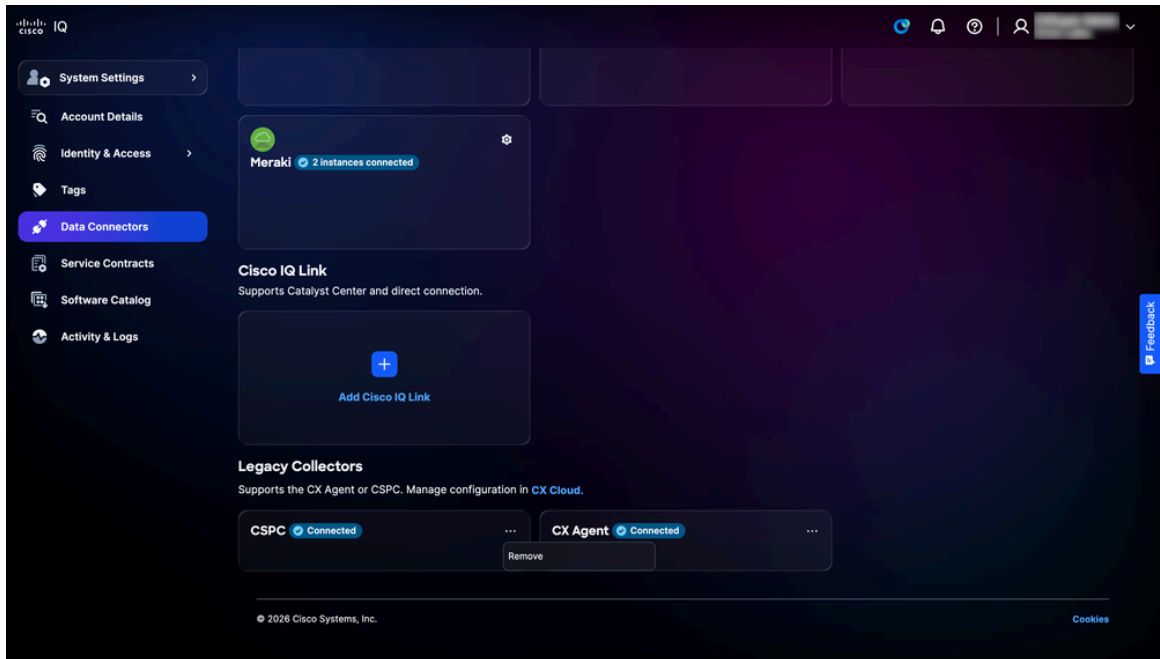 cisco IQ
System Settings
Account Details
Identity & Access
Tags
Data Connectors
Service Contracts
Software Catalog
Activity & Logs
Meraki 2 instances connected
Cisco IQ Link
Supports Catalyst Center and direct connection.
Add Cisco IQ Link
Legacy Collectors
Supports the CX Agent or CSPC. Manage configuration in CX Cloud.
CSPC Connected ...
CX Agent Connected ...
Remove
© 2026 Cisco Systems, Inc.
Cookies
Feedback